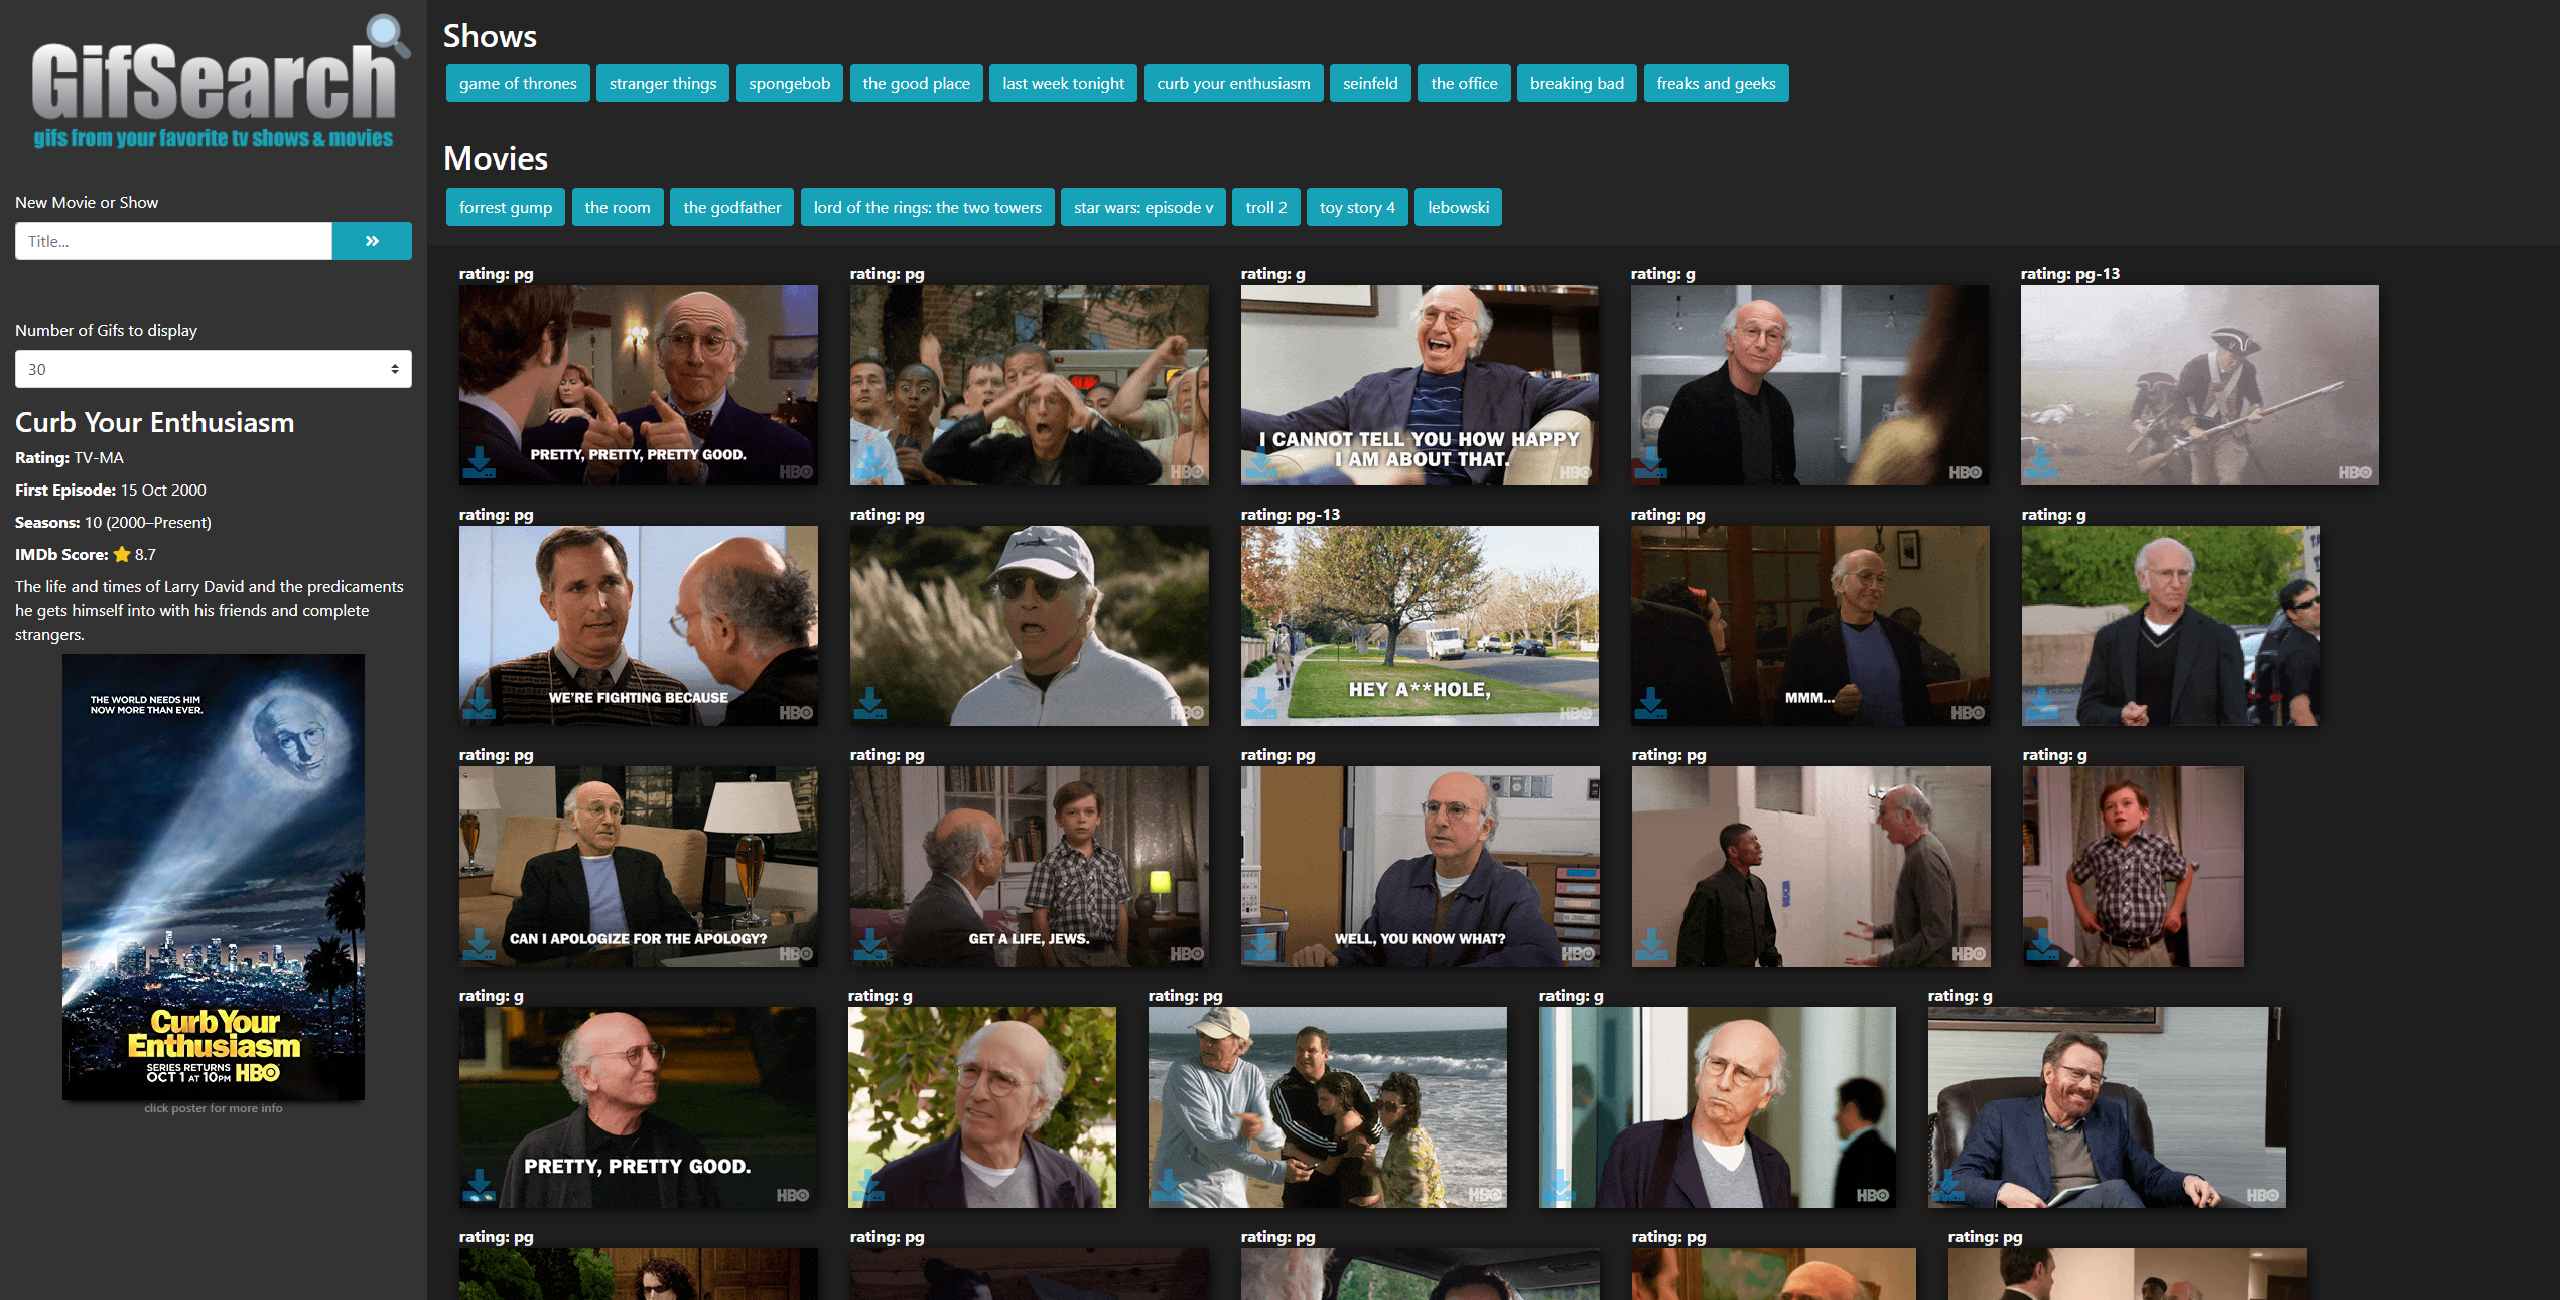 GifSearch
gifs from your favorite tv shows & movies
New Movie or Show
Title...
Number of Gifs to display
30
Curb Your Enthusiasm
Rating: TV-MA
First Episode: 15 Oct 2000
Seasons: 10 (2000–Present)
IMDb Score: 8.7
The life and times of Larry David and the predicaments
he gets himself into with his friends and complete
strangers.
THE WORLD NEEDS HIM
NOW MORE THAN EVER.
Curb Your
Enthusiasm
SERIES RETURNS
OCT 1 AT 10PM HBO
click poster for more info
Shows
game of thrones stranger things spongebob the good place last week tonight curb your enthusiasm seinfeld the office breaking bad freaks and geeks
Movies
forrest gump the room the godfather lord of the rings: the two towers star wars: episode v troll 2 toy story 4 lebowski
rating: pg rating: pg rating: g rating: g rating: pg-13
PRETTY, PRETTY, PRETTY GOOD.
HBO
HBO
I CANNOT TELL YOU HOW HAPPY
I AM ABOUT THAT.
HBO
HBO
HBO
rating: pg rating: pg rating: pg-13 rating: pg rating: g
WE'RE FIGHTING BECAUSE
HBO
HBO
HEY A**HOLE,
HBO
MMM...
HBO
rating: pg rating: pg rating: pg rating: pg rating: g
CAN I APOLOGIZE FOR THE APOLOGY?
HBO
GET A LIFE, JEWS.
HBO
WELL, YOU KNOW WHAT?
HBO
HBO
rating: g rating: g rating: pg rating: g rating: g
PRETTY, PRETTY GOOD.
HBO
HBO
HBO
HBO
rating: pg rating: pg rating: pg rating: pg rating: pg